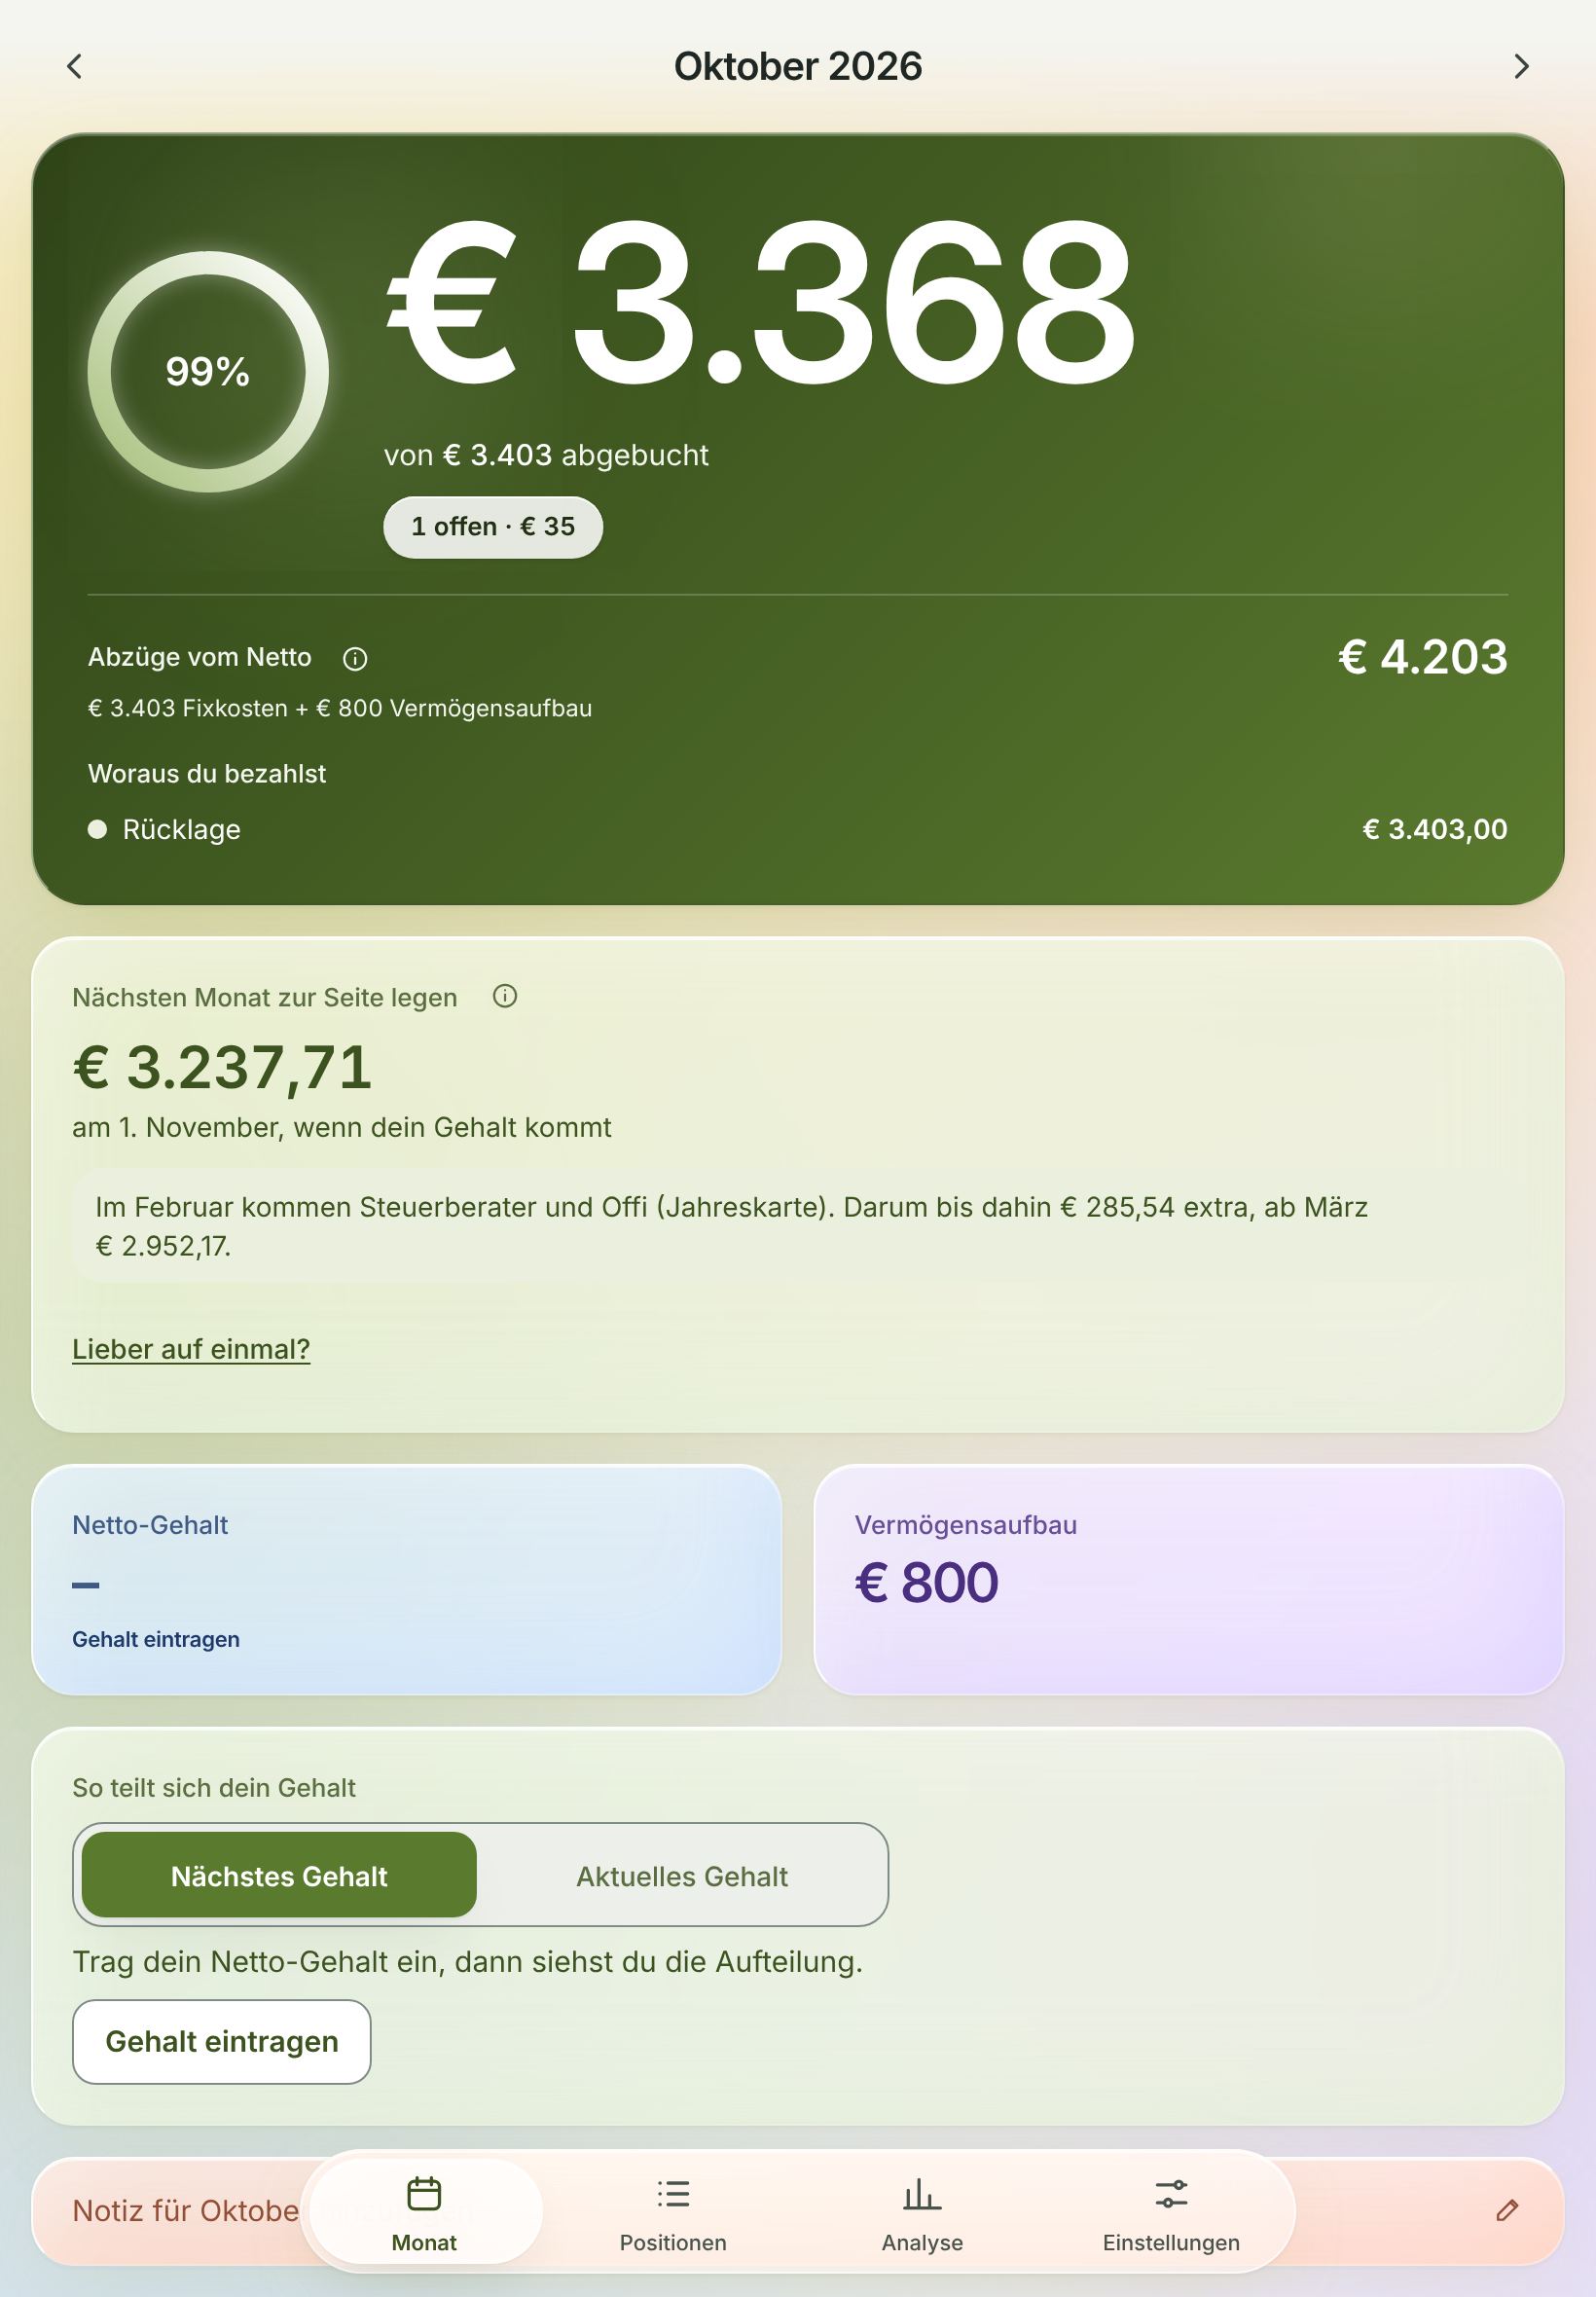 Oktober 2026
99%
€ 3.368
von € 3.403 abgebucht
1 offen · € 35
Abzüge vom Netto
€ 4.203
€ 3.403 Fixkosten + € 800 Vermögensaufbau
Woraus du bezahlst
Rücklage
€ 3.403,00
Nächsten Monat zur Seite legen
€ 3.237,71
am 1. November, wenn dein Gehalt kommt
Im Februar kommen Steuerberater und Offi (Jahreskarte). Darum bis dahin € 285,54 extra, ab März
€ 2.952,17.
Lieber auf einmal?
Netto-Gehalt
–
Gehalt eintragen
Vermögensaufbau
€ 800
So teilt sich dein Gehalt
Nächstes Gehalt
Aktuelles Gehalt
Trag dein Netto-Gehalt ein, dann siehst du die Aufteilung.
Gehalt eintragen
Notiz für
Monat
Positionen
Analyse
Einstellungen